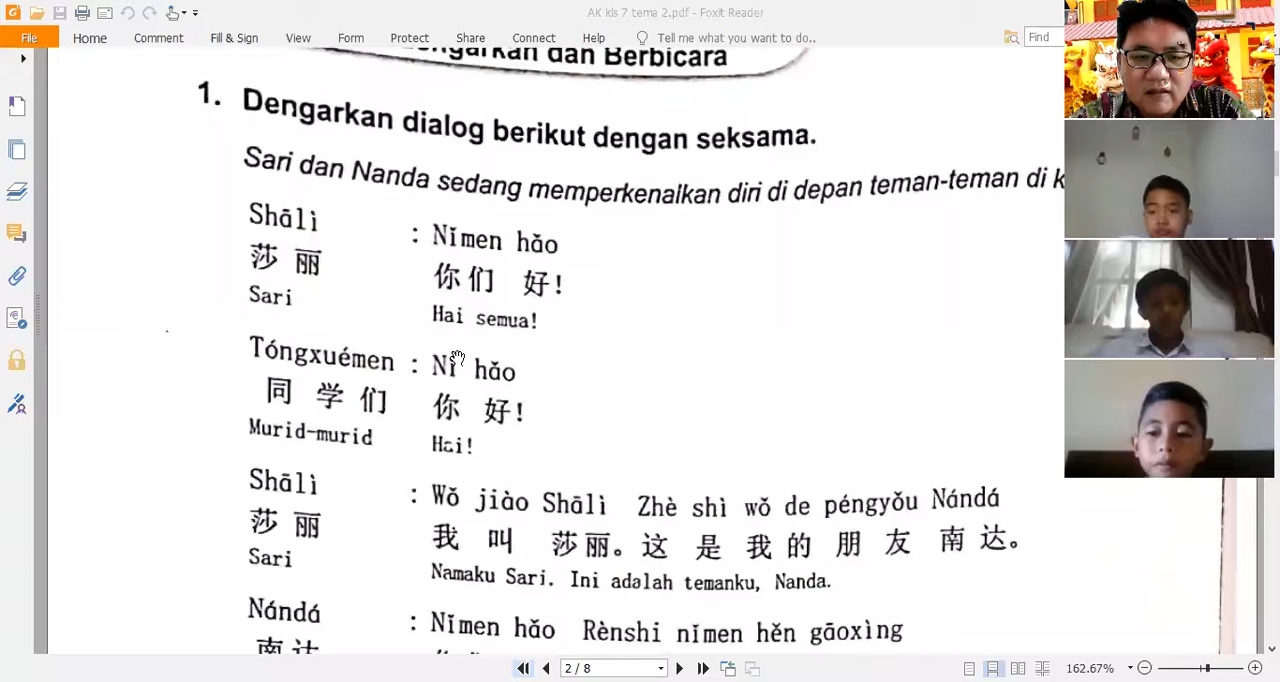 AK kls 7 tema 2.pdf - Foxit Reader
File Home Comment Fill & Sign View Form Protect Share Connect Help Tell me what you want to do.. Find
dan Berbicara
1. Dengarkan dialog berikut dengan seksama.
Sari dan Nanda sedang memperkenalkan diri di depan teman-teman di
Shālì : Nǐmen hǎo
莎 丽 你们 好!
Sari Hai semua!
Tóngxuémen : Nǐ hǎo
同 学 们 你 好!
Murid-murid Hai!
Shālì : Wǒ jiào Shālì Zhè shì wǒ de péngyǒu Nándá
莎 丽 我 叫 莎丽。这 是 我 的 朋 友 南 达。
Sari Namaku Sari. Ini adalah temanku, Nanda.
Nándá : Nǐmen hǎo Rènshi nǐmen hěn gāoxìng
南 达
2 / 8 162.67%